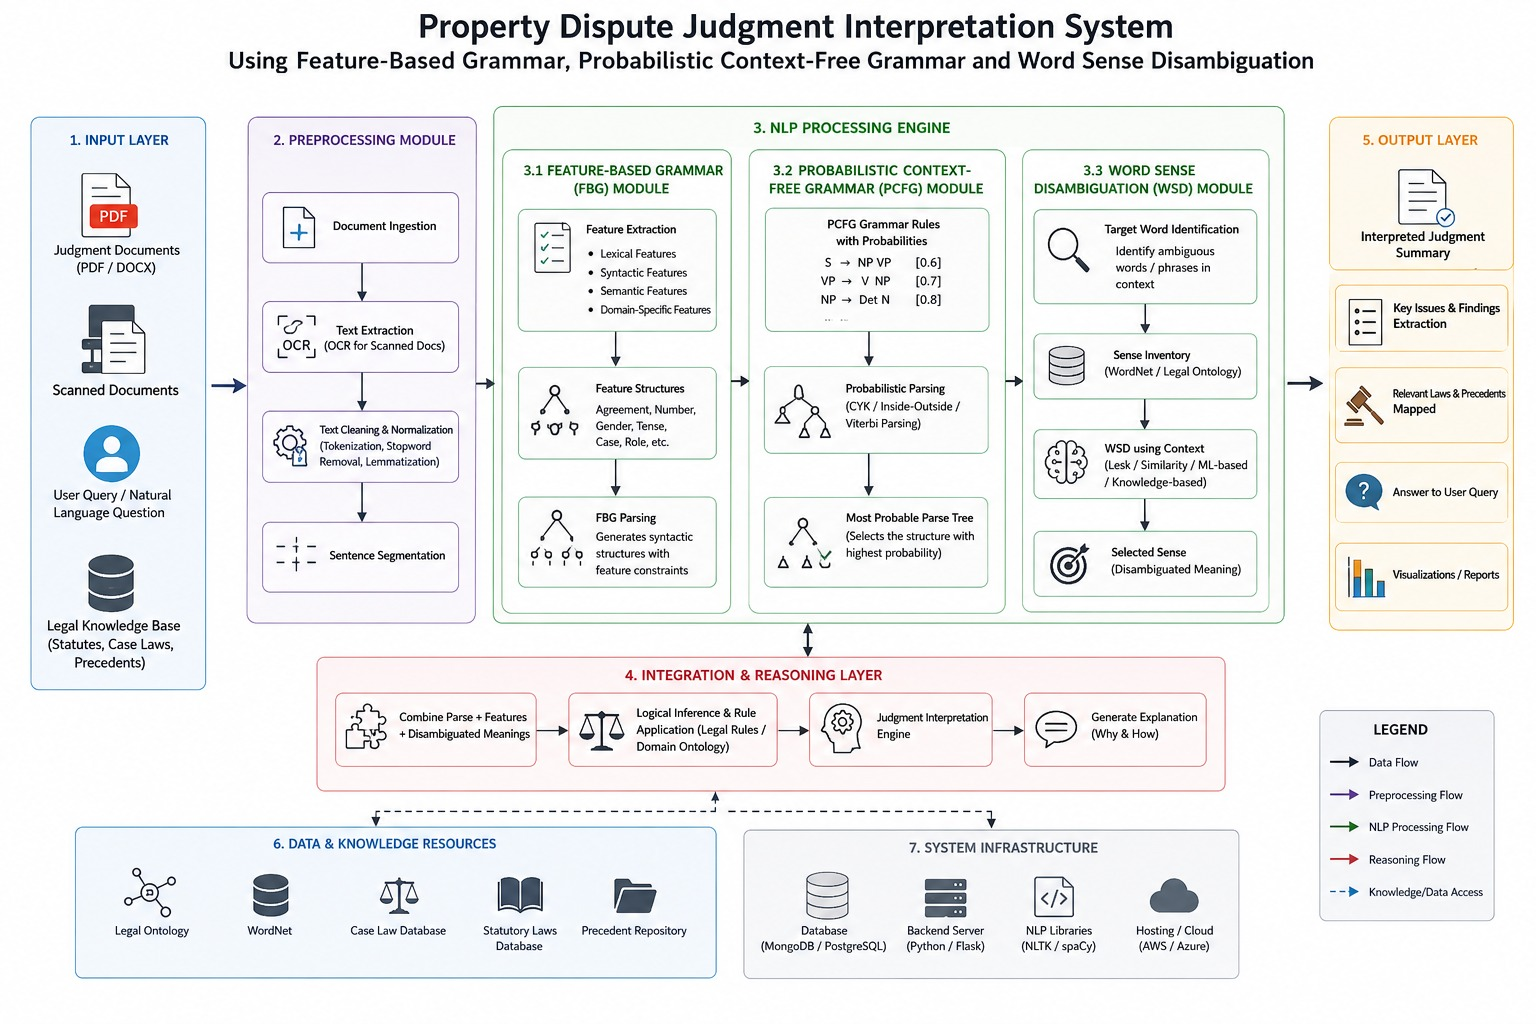 Property Dispute Judgment Interpretation System
Using Feature-Based Grammar, Probabilistic Context-Free Grammar and Word Sense Disambiguation
1. INPUT LAYER
PDF
Judgment Documents
(PDF / DOCX)
Scanned Documents
User Query / Natural
Language Question
Legal Knowledge Base
(Statutes, Case Laws,
Precedents)
2. PREPROCESSING MODULE
Document Ingestion
OCR
Text Extraction
(OCR for Scanned Docs)
Text Cleaning & Normalization
(Tokenization, Stopword
Removal, Lemmatization)
Sentence Segmentation
3. NLP PROCESSING ENGINE
3.1 FEATURE-BASED GRAMMAR
(FBG) MODULE
Feature Extraction
• Lexical Features
• Syntactic Features
• Semantic Features
• Domain-Specific Features
Feature Structures
Agreement, Number,
Gender, Tense,
Case, Role, etc.
FBG Parsing
Generates syntactic
structures with
feature constraints
3.2 PROBABILISTIC CONTEXT-
FREE GRAMMAR (PCFG) MODULE
PCFG Grammar Rules
with Probabilities
S → NP VP [0.6]
VP → V NP [0.7]
NP → Det N [0.8]
Probabilistic Parsing
(CYK / Inside-Outside /
Viterbi Parsing)
Most Probable Parse Tree
(Selects the structure with
highest probability)
3.3 WORD SENSE
DISAMBIGUATION (WSD) MODULE
Target Word Identification
Identify ambiguous
words / phrases in
context
Sense Inventory
(WordNet / Legal Ontology)
WSD using Context
(Lesk / Similarity / ML-based
/ Knowledge-based)
Selected Sense
(Disambiguated Meaning)
5. OUTPUT LAYER
Interpreted Judgment
Summary
Key Issues & Findings
Extraction
Relevant Laws & Precedents
Mapped
?
Answer to User Query
Visualizations / Reports
4. INTEGRATION & REASONING LAYER
Combine Parse + Features
+ Disambiguated Meanings
Logical Inference & Rule
Application (Legal Rules /
Domain Ontology)
Judgment Interpretation
Engine
Generate Explanation
(Why & How)
6. DATA & KNOWLEDGE RESOURCES
Legal Ontology
WordNet
Case Law Database
Statutory Laws
Database
Precedent Repository
7. SYSTEM INFRASTRUCTURE
Database
(MongoDB / PostgreSQL)
Backend Server
(Python / Flask)
</>
NLP Libraries
(NLTK / spaCy)
Hosting / Cloud
(AWS / Azure)
LEGEND
Data Flow
Preprocessing Flow
NLP Processing Flow
Reasoning Flow
Knowledge/Data Access